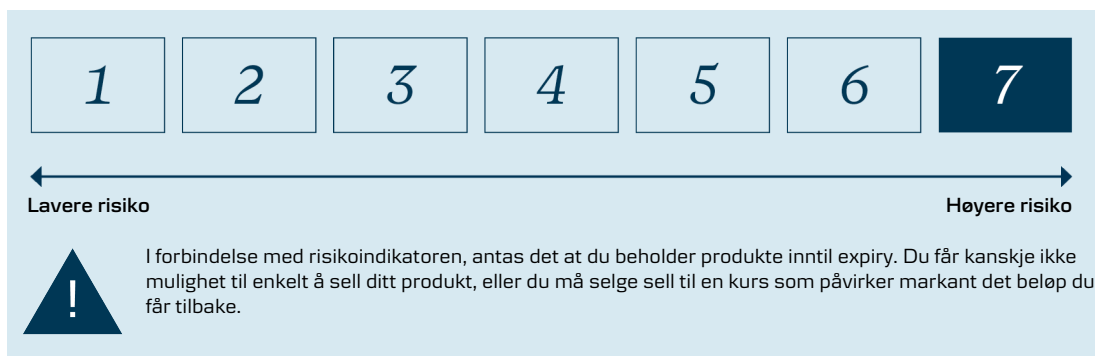 1 2 3 4 5 6 7
Lavere risiko Høyere risiko
!
I forbindelse med risikoindikatoren, antas det at du beholder produkte inntil expiry. Du får kanskje ikke
mulighet til enkelt å sell ditt produkt, eller du må selge sell til en kurs som påvirker markant det beløp du
får tilbake.